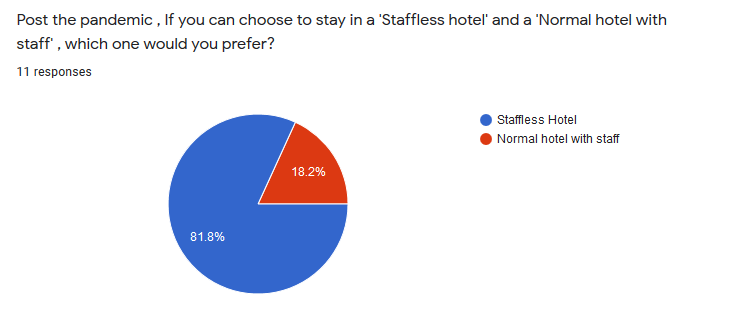 Post the pandemic , If you can choose to stay in a 'Staffless hotel' and a 'Normal hotel with
staff' , which one would you prefer?
11 responses
Staffless Hotel
Normal hotel with staff
18.2%
81.8%